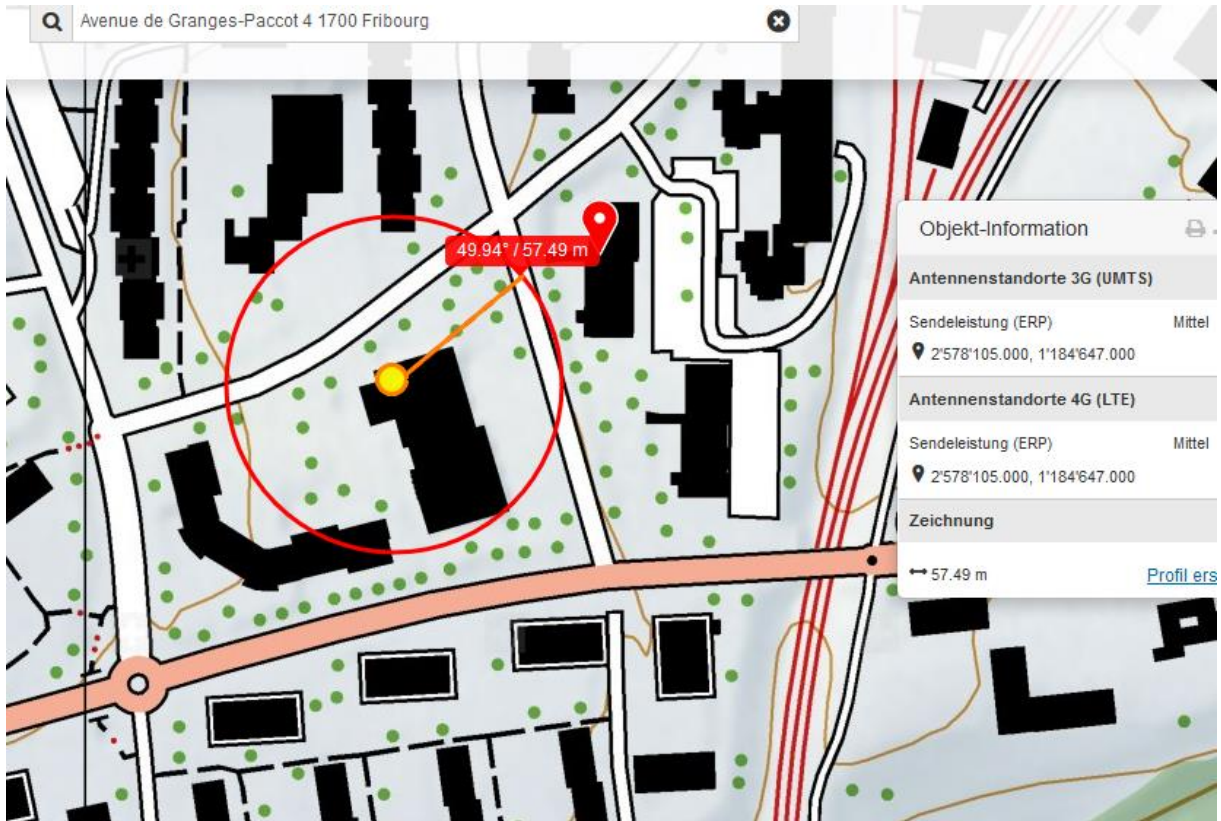 Avenue de Granges-Paccot 4 1700 Fribourg
49.94° / 57.49 m
Objekt-Information
Antennenstandorte 3G (UMTS)
Sendeleistung (ERP) Mittel
2'578'105.000, 1'184'647.000
Antennenstandorte 4G (LTE)
Sendeleistung (ERP) Mittel
2'578'105.000, 1'184'647.000
Zeichnung
57.49 m Profil ers